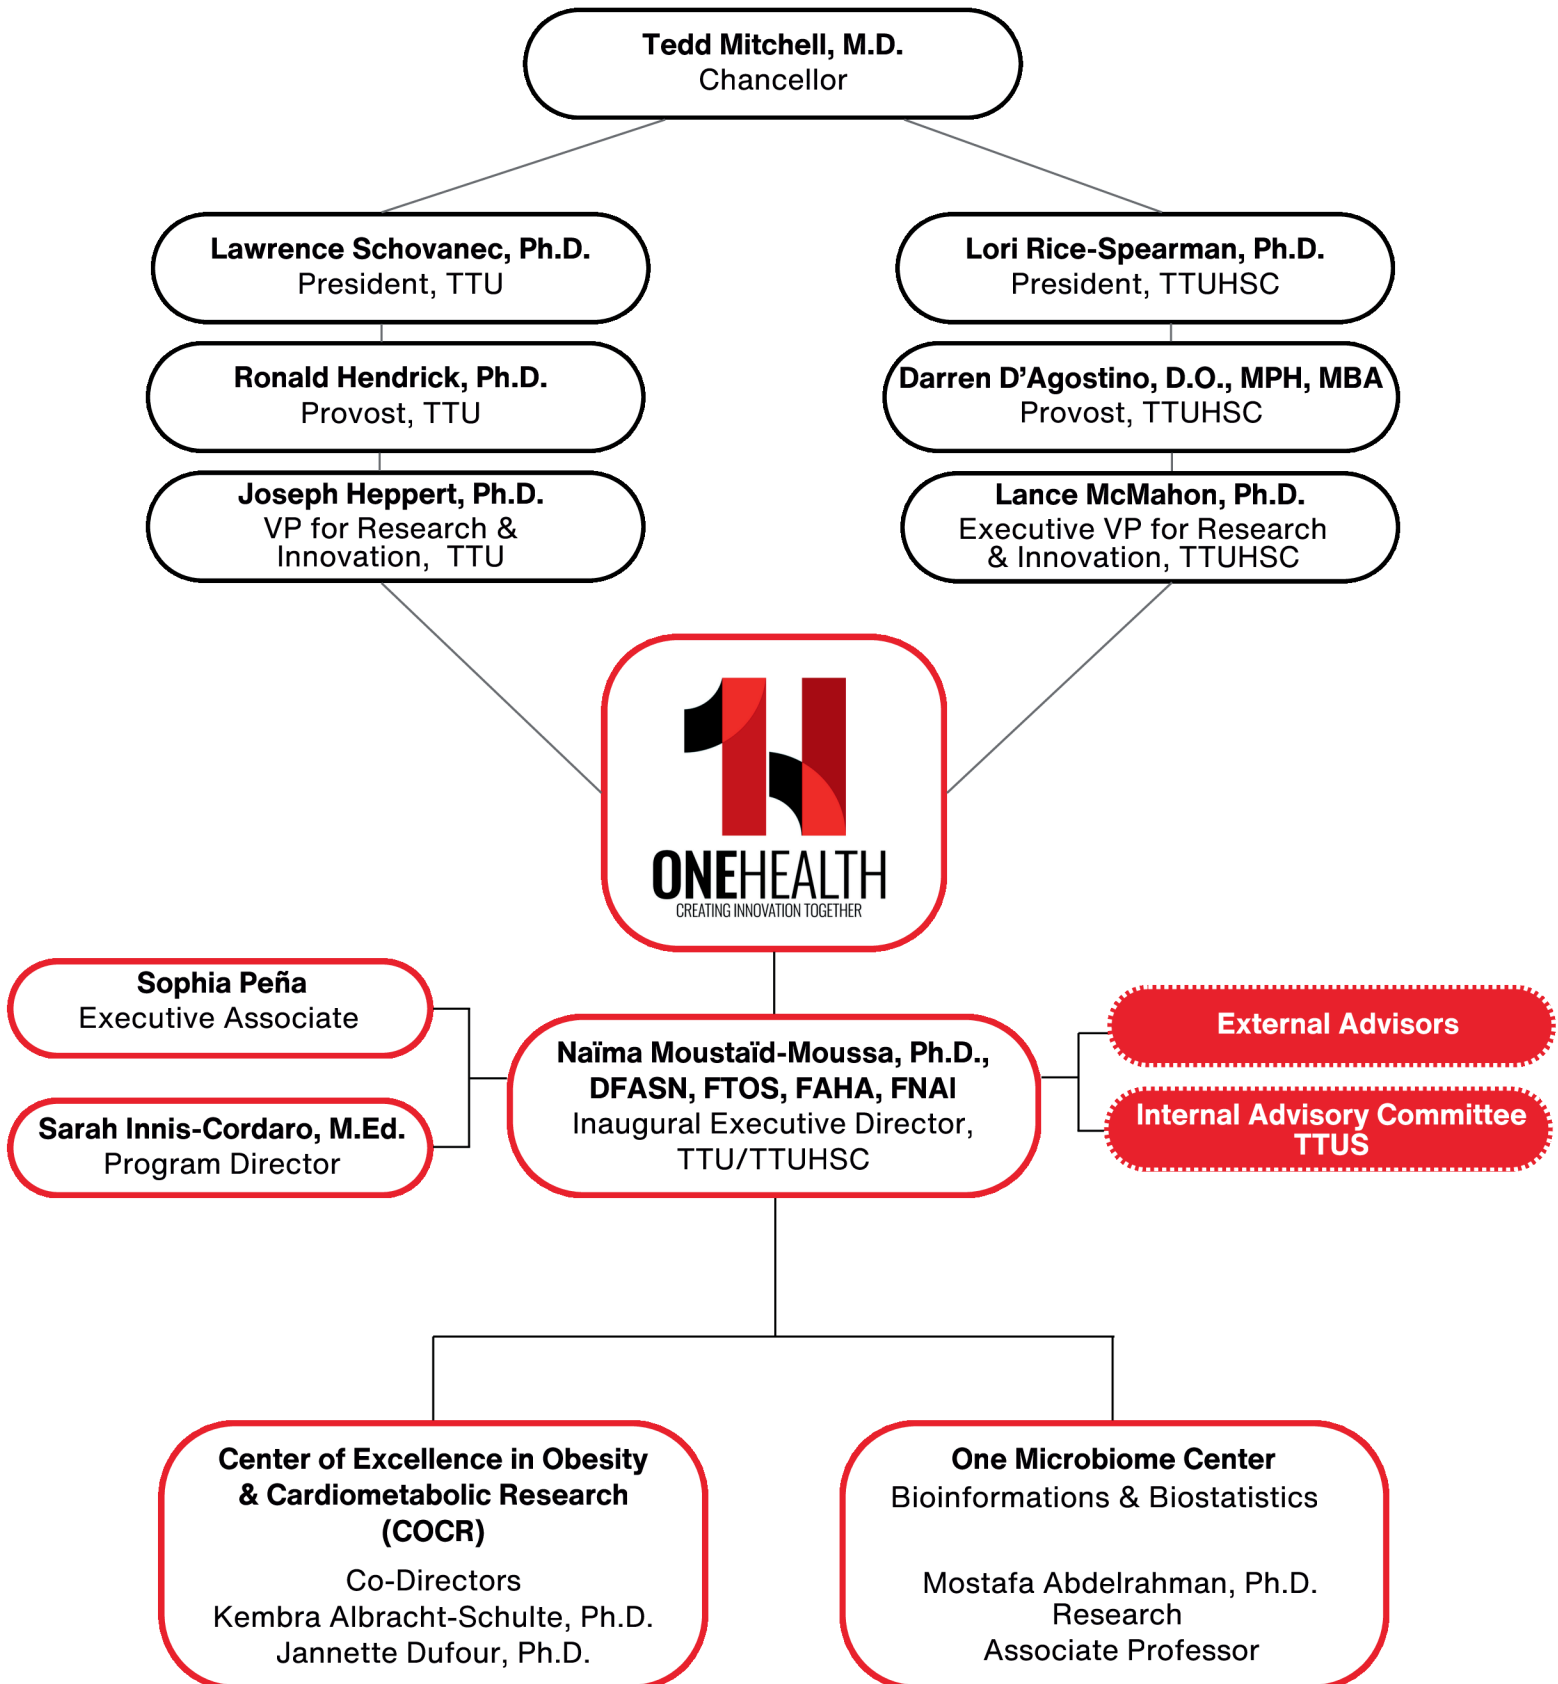 Tedd Mitchell, M.D.
Chancellor
Lawrence Schovanec, Ph.D.
President, TTU
Lori Rice-Spearman, Ph.D.
President, TTUHSC
Ronald Hendrick, Ph.D.
Provost, TTU
Darren D’Agostino, D.O., MPH, MBA
Provost, TTUHSC
Joseph Heppert, Ph.D.
VP for Research &
Innovation, TTU
Lance McMahon, Ph.D.
Executive VP for Research
& Innovation, TTUHSC
1H
ONEHEALTH
CREATING INNOVATION TOGETHER
Sophia Peña
Executive Associate
Sarah Innis-Cordaro, M.Ed.
Program Director
Naïma Moustaïd-Moussa, Ph.D.,
DFASN, FTOS, FAHA, FNAI
Inaugural Executive Director,
TTU/TTUHSC
External Advisors
Internal Advisory Committee
TTUS
Center of Excellence in Obesity
& Cardiometabolic Research
(COCR)
Co-Directors
Kembra Albracht-Schulte, Ph.D.
Jannette Dufour, Ph.D.
One Microbiome Center
Bioinformations & Biostatistics
Mostafa Abdelrahman, Ph.D.
Research
Associate Professor